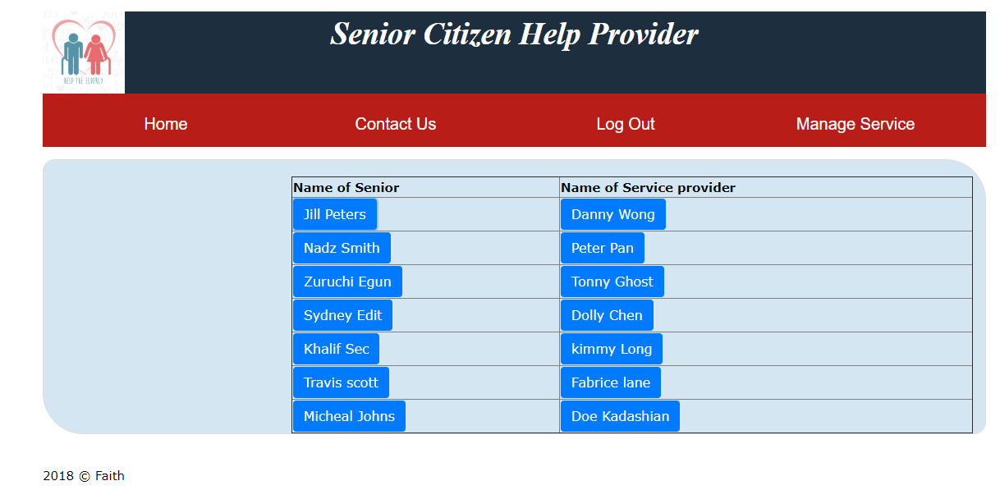 Senior Citizen Help Provider
HELP THE ELDERLY
Home Contact Us Log Out Manage Service
Name of Senior Name of Service provider
Jill Peters Danny Wong
Nadz Smith Peter Pan
Zuruchi Egun Tonny Ghost
Sydney Edit Dolly Chen
Khalif Sec kimmy Long
Travis scott Fabrice lane
Micheal Johns Doe Kadashian
2018 © Faith